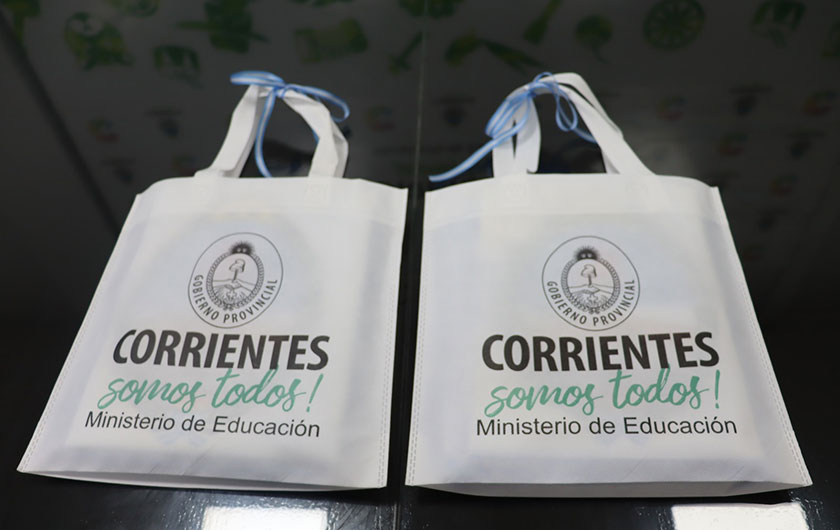 GOBIERNO PROVINCIAL
CORRIENTES
somos todos!
Ministerio de Educación
GOBIERNO PROVINCIAL
CORRIENTES
somos todos!
Ministerio de Educación